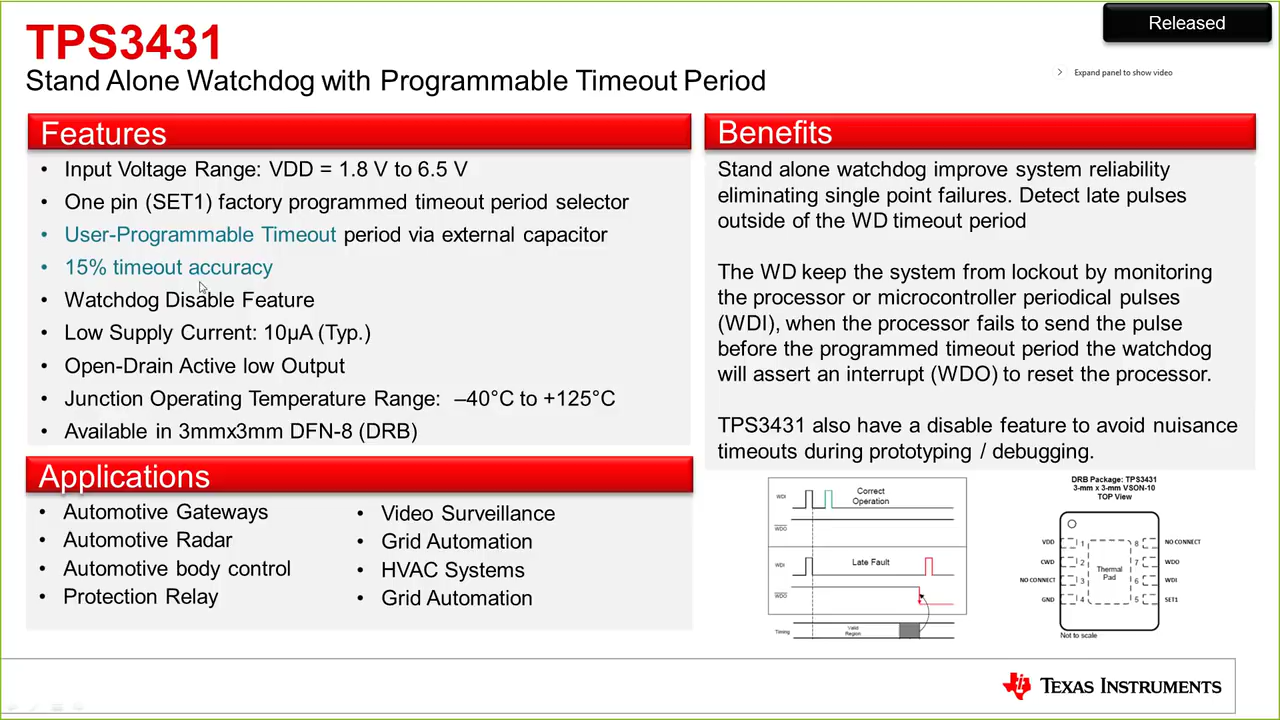 TPS3431
Stand Alone Watchdog with Programmable Timeout Period
Released
Expand panel to show video
Features
• Input Voltage Range: VDD = 1.8 V to 6.5 V
• One pin (SET1) factory programmed timeout period selector
• User-Programmable Timeout period via external capacitor
• 15% timeout accuracy
• Watchdog Disable Feature
• Low Supply Current: 10µA (Typ.)
• Open-Drain Active low Output
• Junction Operating Temperature Range: –40°C to +125°C
• Available in 3mmx3mm DFN-8 (DRB)
Applications
• Automotive Gateways
• Automotive Radar
• Automotive body control
• Protection Relay
• Video Surveillance
• Grid Automation
• HVAC Systems
• Grid Automation
Benefits
Stand alone watchdog improve system reliability
eliminating single point failures. Detect late pulses
outside of the WD timeout period
The WD keep the system from lockout by monitoring
the processor or microcontroller periodical pulses
(WDI), when the processor fails to send the pulse
before the programmed timeout period the watchdog
will assert an interrupt (WDO) to reset the processor.
TPS3431 also have a disable feature to avoid nuisance
timeouts during prototyping / debugging.
WDI
Correct
Operation
WDO
WDI
Late Fault
WDO
Timing
Valid
Region
DRB Package: TPS3431
3-mm x 3-mm VSON-10
TOP View
VDD 1 8 NO CONNECT
CWD 2 7 WDO
Thermal
Pad
NO CONNECT 3 6 WDI
GND 4 5 SET1
Not to scale
TEXAS INSTRUMENTS